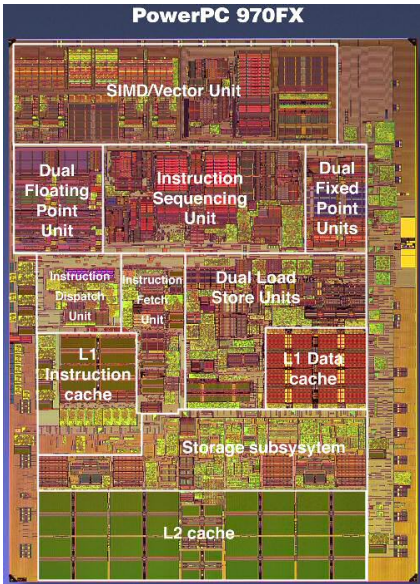 PowerPC 970FX
SIMD/Vector Unit
Dual
Floating
Point
Unit
Instruction
Sequencing
Unit
Dual
Fixed
Point
Units
Instruction
Dispatch
Unit
Instruction
Fetch
Unit
Dual Load
Store Units
L1
Instruction
cache
L1 Data
cache
Storage subsysytem
L2 cache